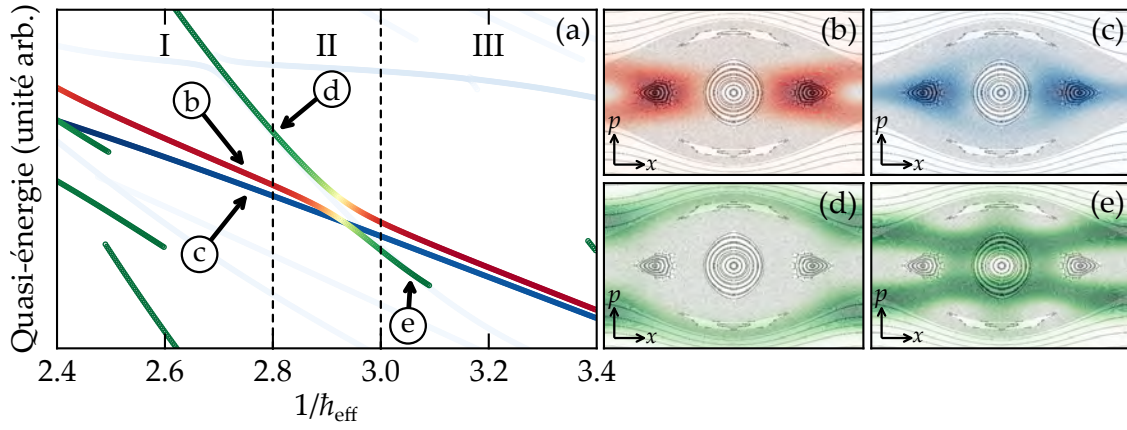 I II III (a)
b
d
c
e
Quasi-énergie (unité arb.)
2.4 2.6 2.8 3.0 3.2 3.4
1/ℏeff
(b)
p
x
(c)
p
x
(d)
p
x
(e)
p
x